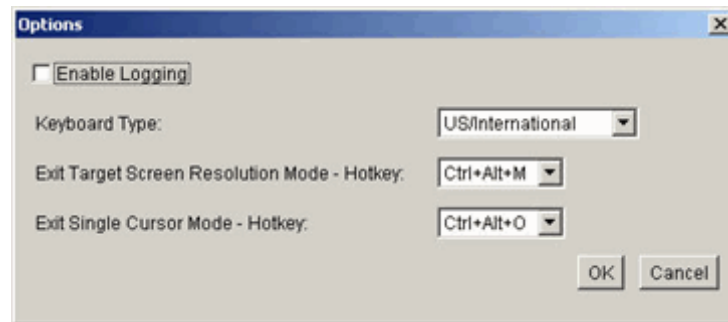 Options
Enable Logging
Keyboard Type: US/International
Exit Target Screen Resolution Mode - Hotkey: Ctrl+Alt+M
Exit Single Cursor Mode - Hotkey: Ctrl+Alt+O
OK Cancel